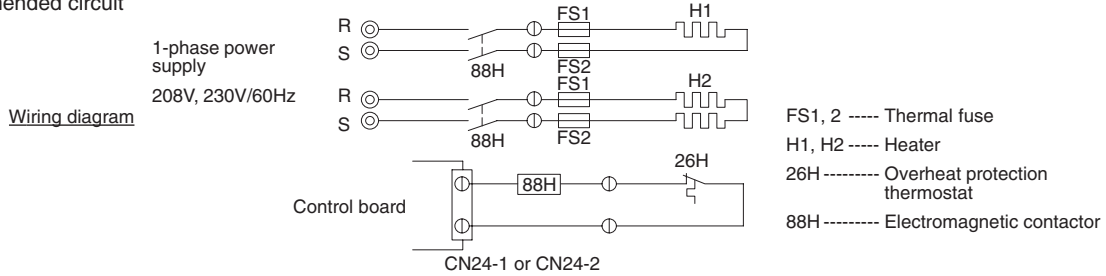 ended circuit
Wiring diagram
1-phase power
supply
208V, 230V/60Hz
R
S
88H
FS1
FS2
H1
R
S
88H
FS1
FS2
H2
Control board
88H
26H
CN24-1 or CN24-2
FS1, 2 ----- Thermal fuse
H1, H2 ----- Heater
26H --------- Overheat protection
thermostat
88H --------- Electromagnetic contactor